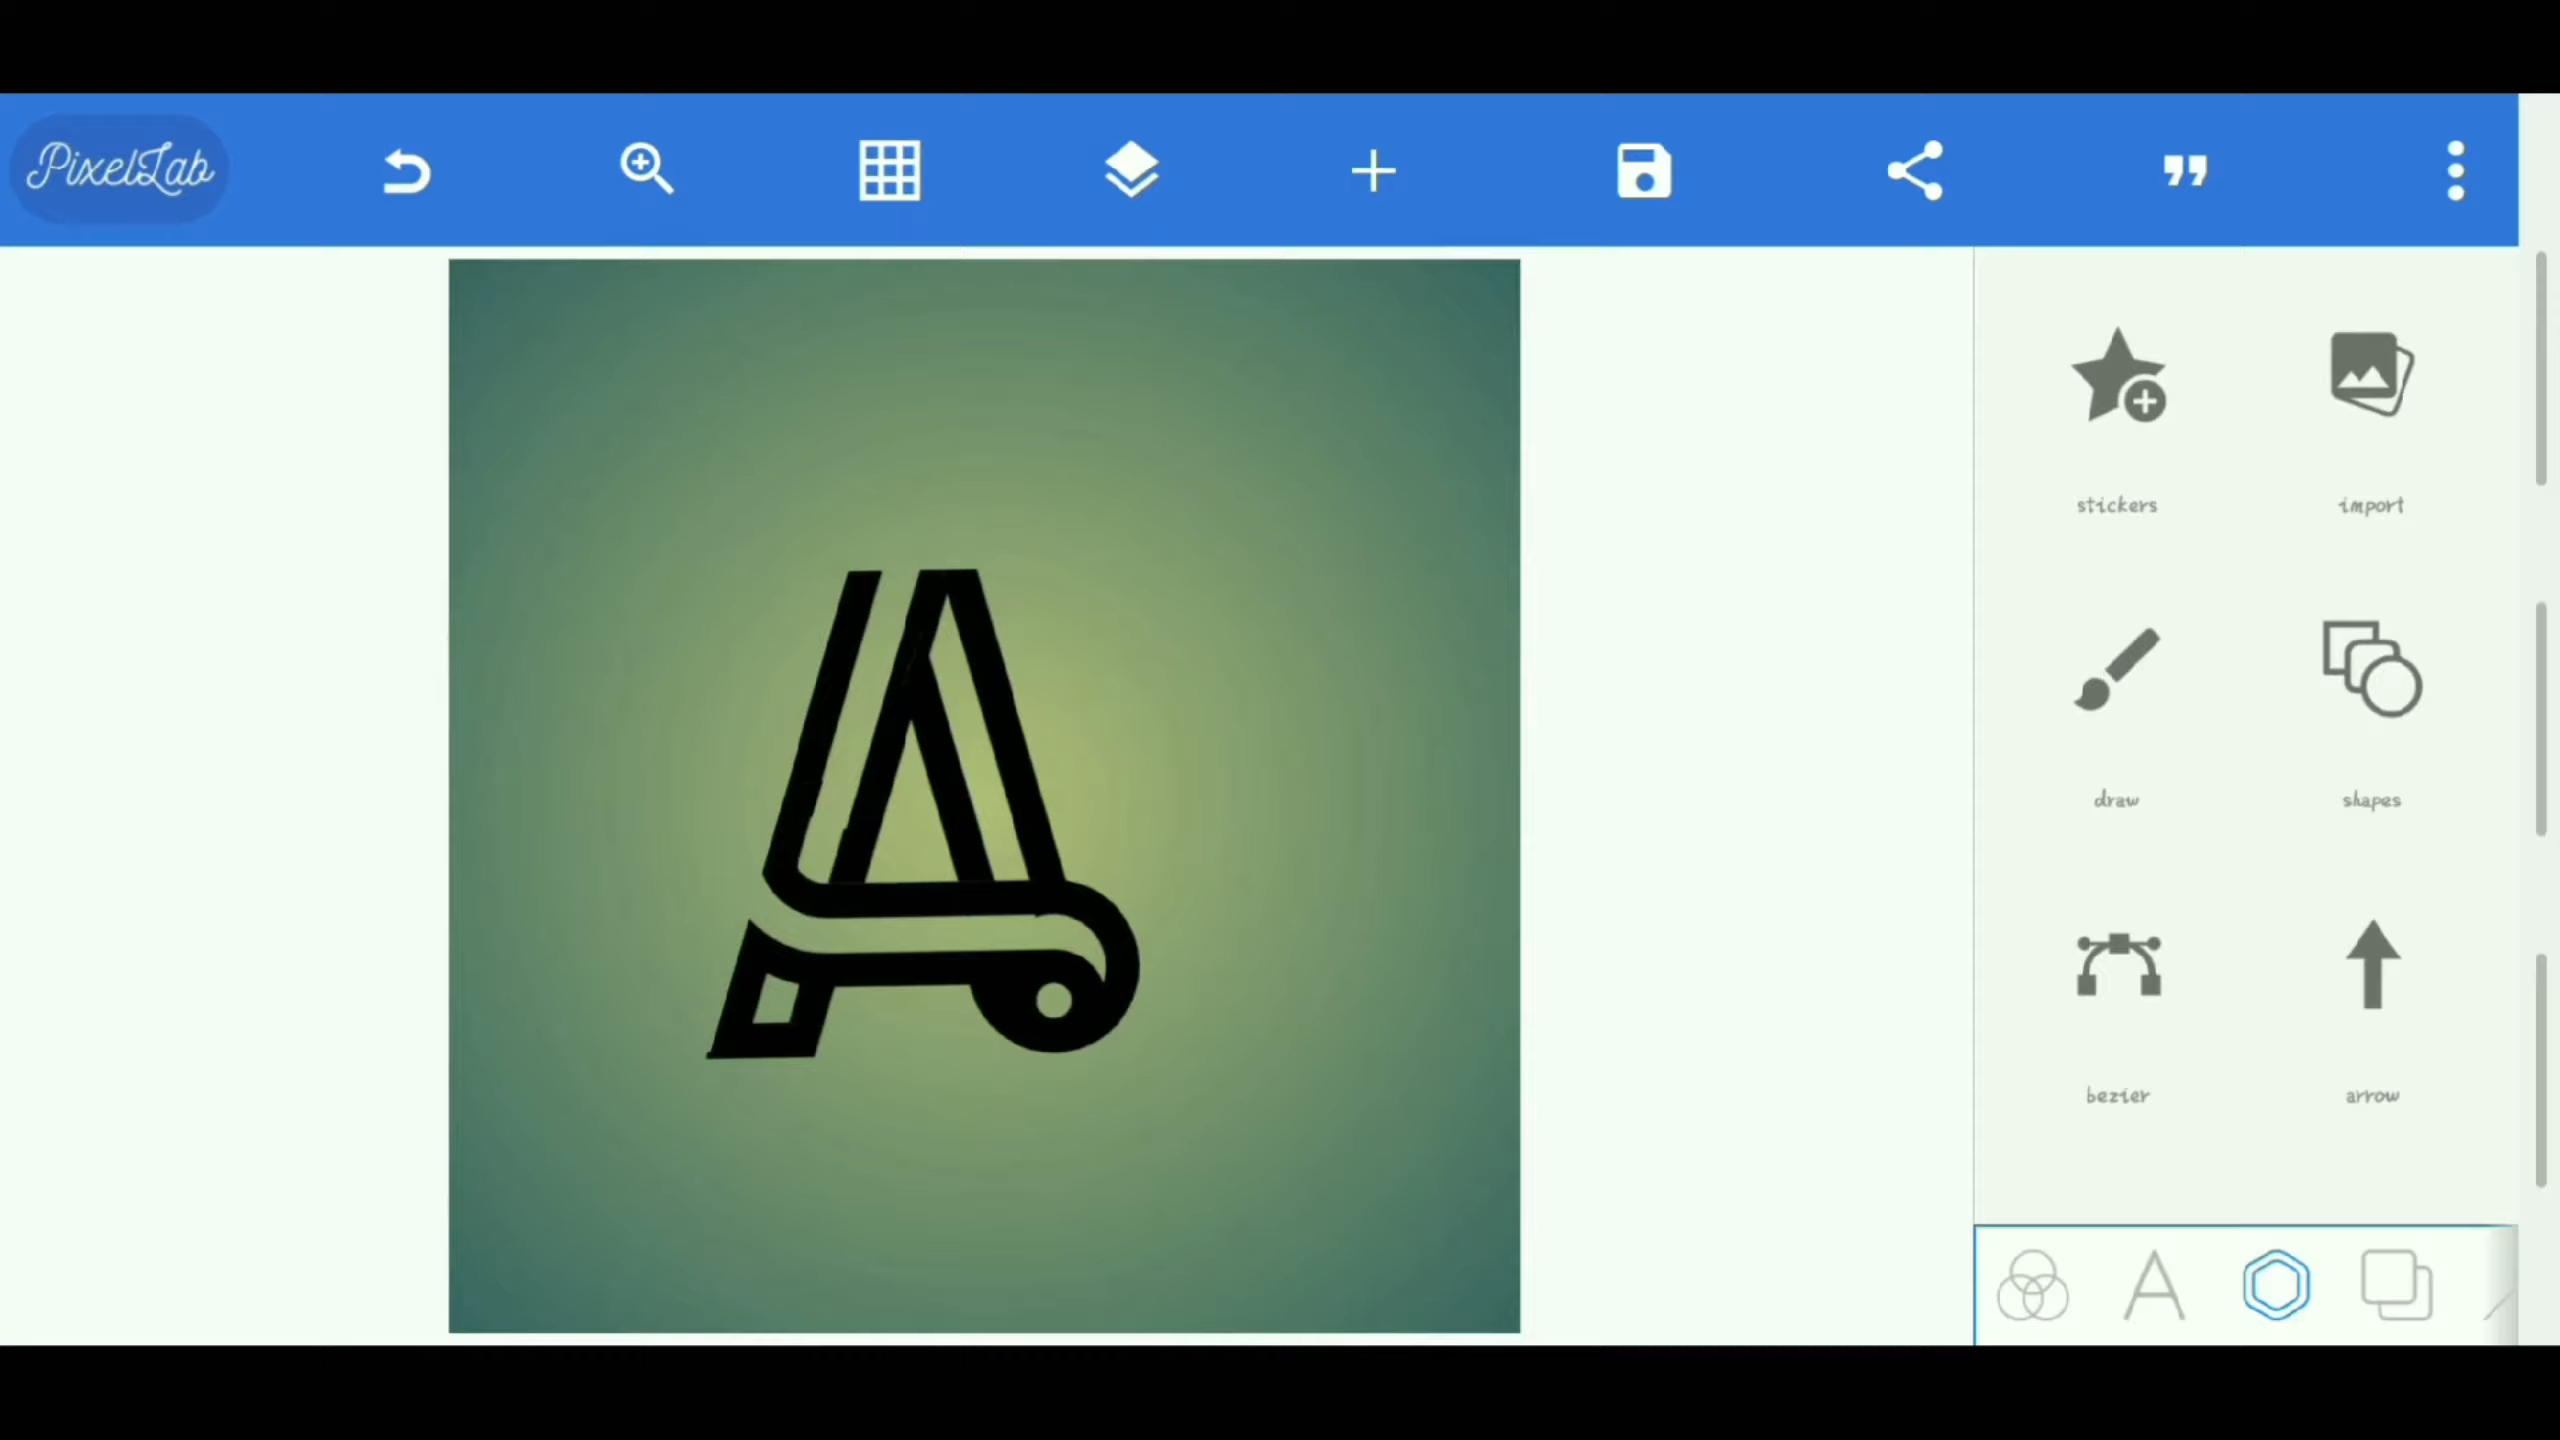 PixelLab
stickers
import
draw
shapes
bezier
arrow